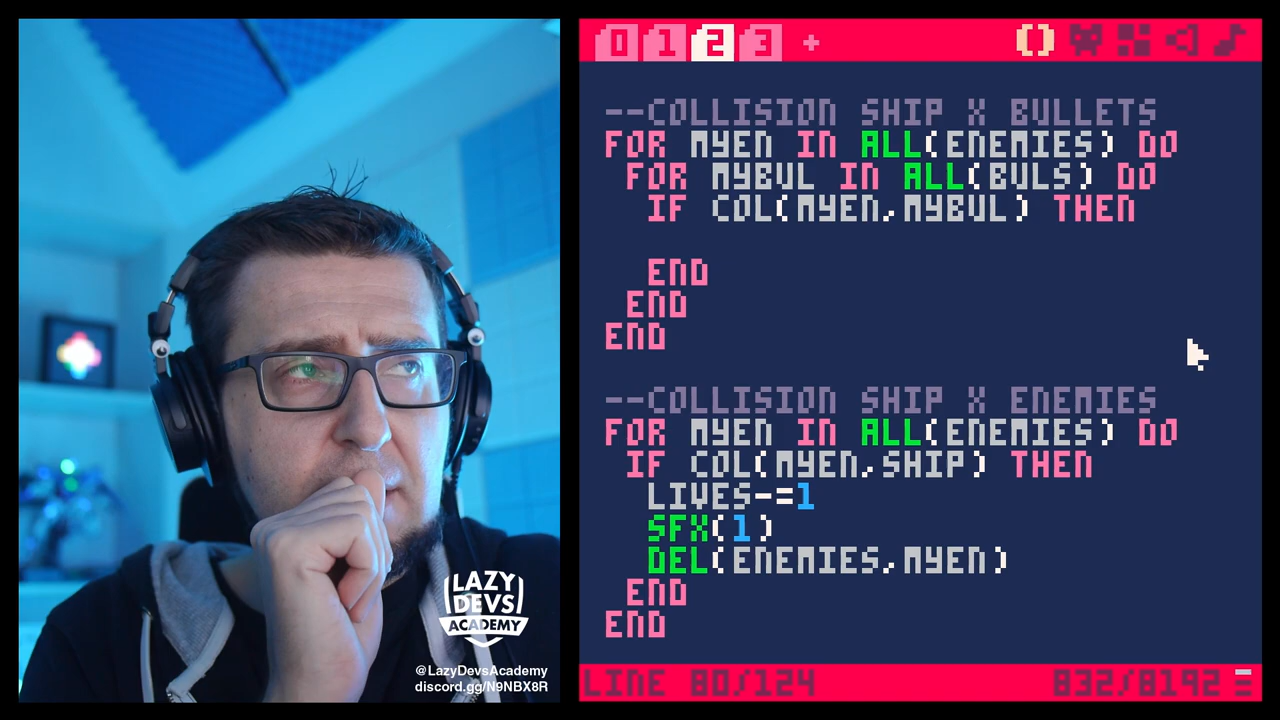 0 1 2 3 +
--COLLISION SHIP X BULLETS
FOR MYEN IN ALL(ENEMIES) DO
FOR MYBUL IN ALL(BULS) DO
IF COL(MYEN,MYBUL) THEN
END
END
END
--COLLISION SHIP X ENEMIES
FOR MYEN IN ALL(ENEMIES) DO
IF COL(MYEN,SHIP) THEN
LIVES-=1
SFX(1)
DEL(ENEMIES,MYEN)
END
END
LINE 80/124 832/8192
LAZY
DEVS
ACADEMY
@LazyDevsAcademy
discord.gg/N9NBX8R